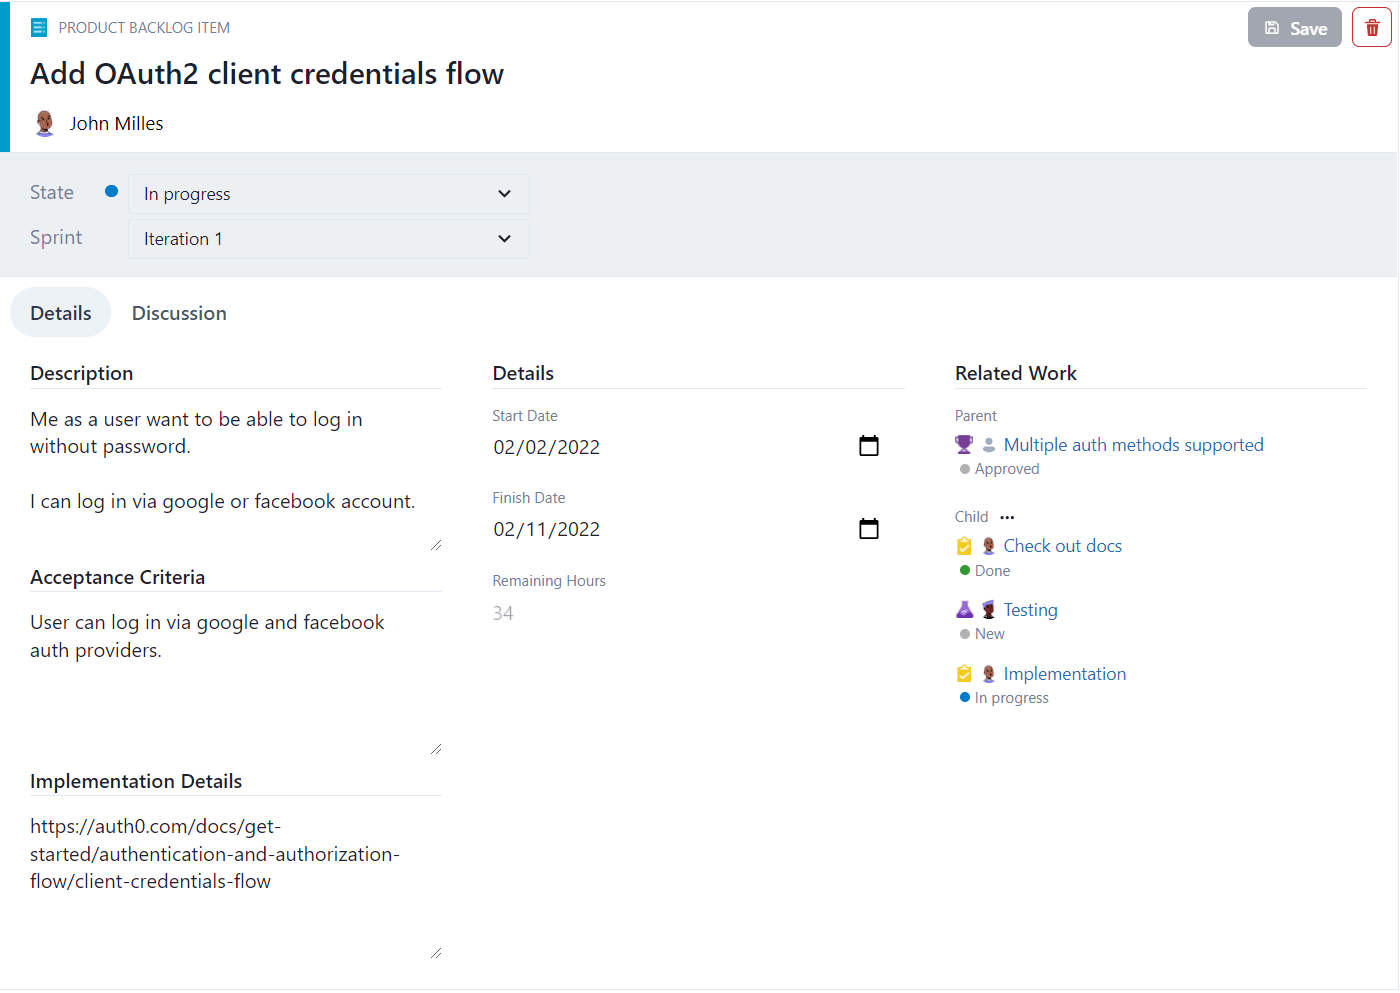 PRODUCT BACKLOG ITEM
Save
Add OAuth2 client credentials flow
John Milles
State
In progress
Sprint
Iteration 1
Details
Discussion
Description
Me as a user want to be able to log in
without password.
I can log in via google or facebook account.
Acceptance Criteria
User can log in via google and facebook
auth providers.
Implementation Details
https://auth0.com/docs/get-
started/authentication-and-authorization-
flow/client-credentials-flow
Details
Start Date
02/02/2022
Finish Date
02/11/2022
Remaining Hours
34
Related Work
Parent
Multiple auth methods supported
Approved
Child
Check out docs
Done
Testing
New
Implementation
In progress